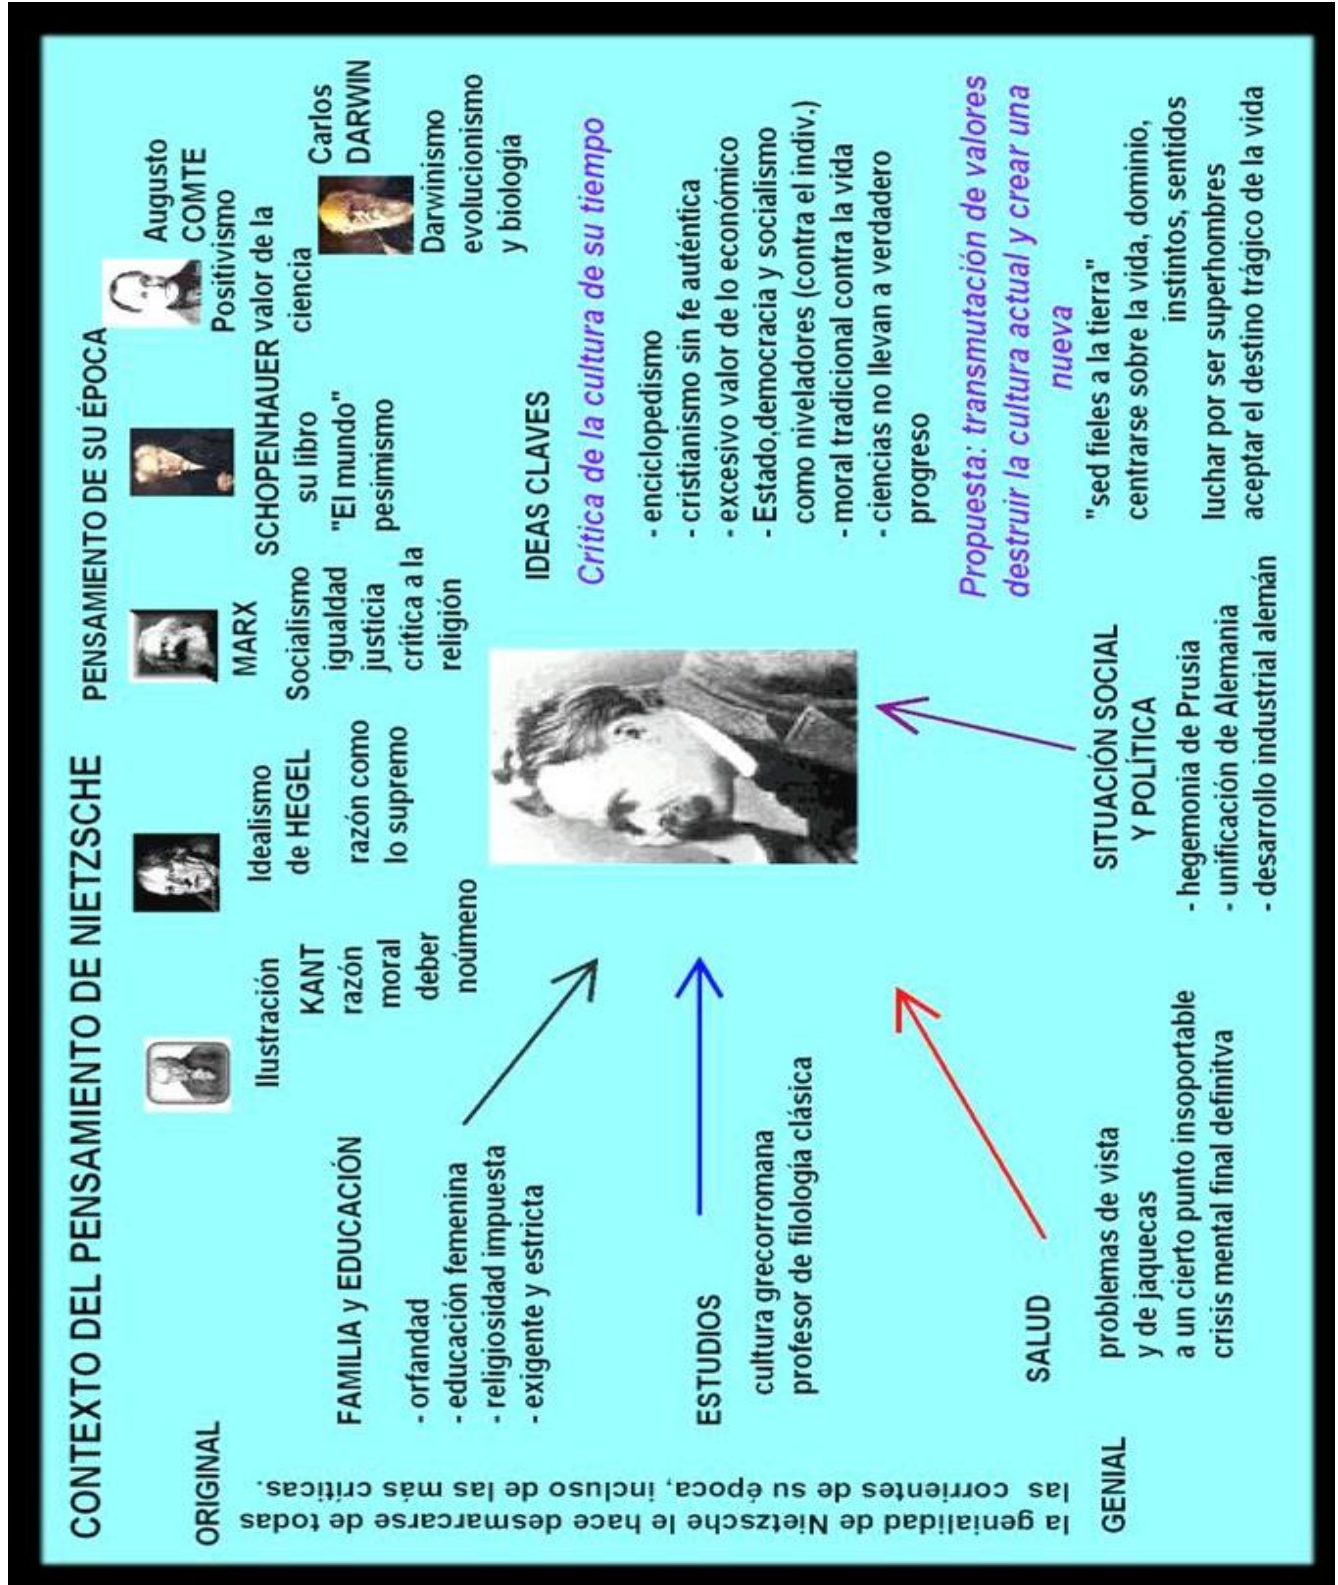 CONTEXTO DEL PENSAMIENTO DE NIETZSCHE
PENSAMIENTO DE SU ÉPOCA
ORIGINAL
la genialidad de Nietzsche le hace desmarcarse de todas
las corrientes de su época, incluso de las más críticas.
GENIAL
Ilustración
KANT
razón
moral
deber
noúmeno
Idealismo
de HEGEL
razón como
lo supremo
MARX
Socialismo
igualdad
justicia
crítica a la
religión
SCHOPENHAUER
su libro
"El mundo"
pesimismo
Augusto
COMTE
Positivismo
valor de la
ciencia
Carlos
DARWIN
Darwinismo
evolucionismo
y biología
FAMILIA y EDUCACIÓN
- orfandad
- educación femenina
- religiosidad impuesta
- exigente y estricta
ESTUDIOS
cultura grecorromana
profesor de filología clásica
SALUD
problemas de vista
y de jaquecas
a un cierto punto insoportable
crisis mental final definitva
SITUACIÓN SOCIAL
Y POLÍTICA
- hegemonia de Prusia
- unificación de Alemania
- desarrollo industrial alemán
IDEAS CLAVES
Crítica de la cultura de su tiempo
- enciclopedismo
- cristianismo sin fe auténtica
- excesivo valor de lo económico
- Estado,democracia y socialismo
como niveladores (contra el indiv.)
- moral tradicional contra la vida
- ciencias no llevan a verdadero
progreso
Propuesta: transmutación de valores
destruir la cultura actual y crear una
nueva
"sed fieles a la tierra"
centrarse sobre la vida, dominio,
instintos, sentidos
luchar por ser superhombres
aceptar el destino trágico de la vida